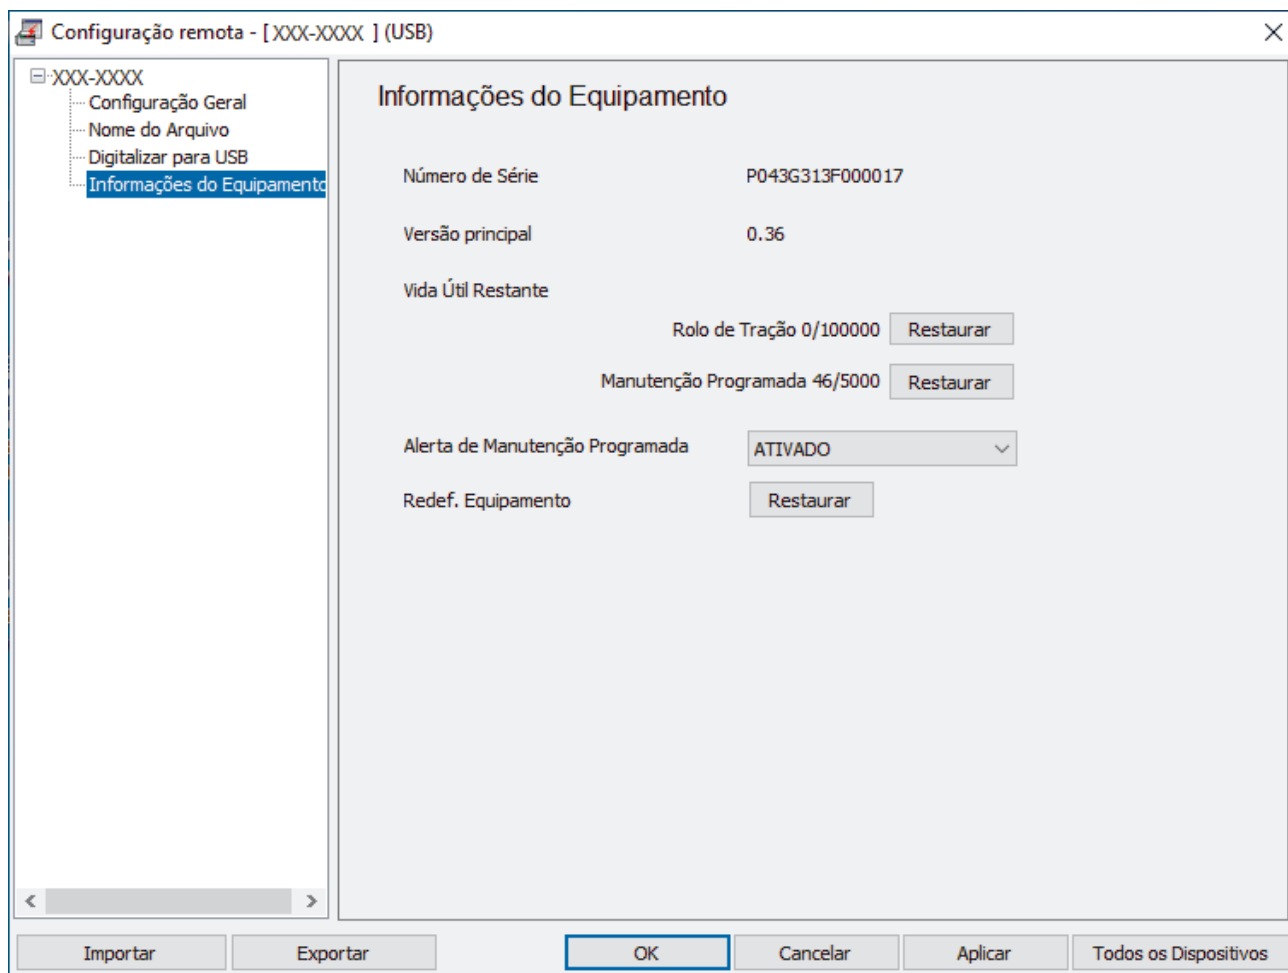 Configuração remota - [ XXX-XXXX ] (USB)
XXX-XXXX
Configuração Geral
Nome do Arquivo
Digitalizar para USB
Informações do Equipamento
Informações do Equipamento
Número de Série P043G313F000017
Versão principal 0.36
Vida Útil Restante
Rolo de Tração 0/100000 Restaurar
Manutenção Programada 46/5000 Restaurar
Alerta de Manutenção Programada ATIVADO
Redef. Equipamento Restaurar
Importar Exportar OK Cancelar Aplicar Todos os Dispositivos